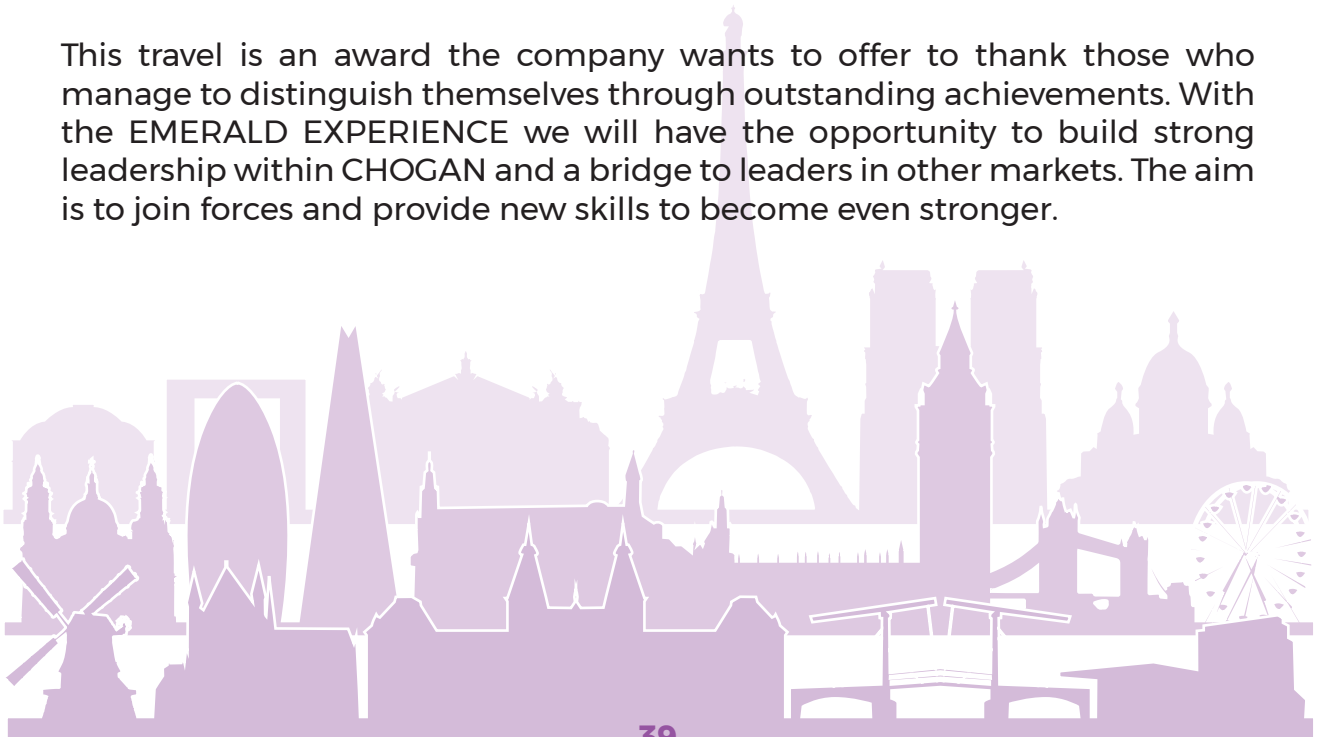 This travel is an award the company wants to offer to thank those who
manage to distinguish themselves through outstanding achievements. With
the EMERALD EXPERIENCE we will have the opportunity to build strong
leadership within CHOGAN and a bridge to leaders in other markets. The aim
is to join forces and provide new skills to become even stronger.
39